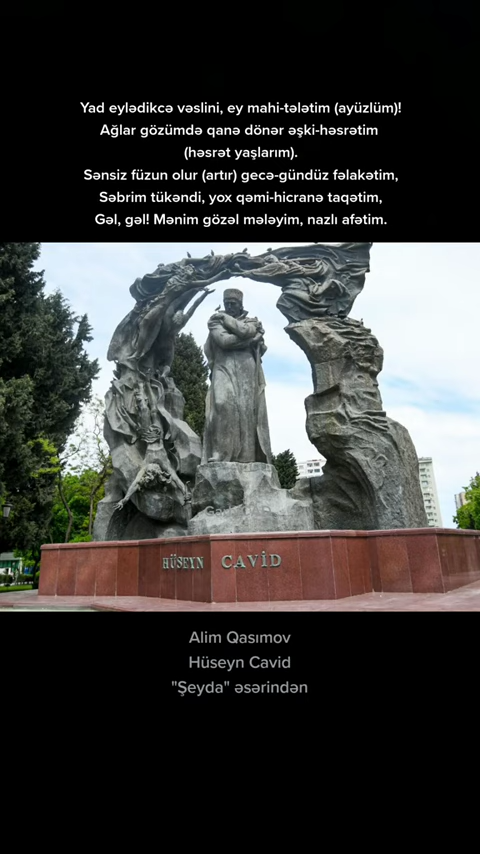 Yad eylədikcə vəslini, ey mahi-tələtim (ayüzlüm)!
Ağlar gözümdə qanə dönər əşki-həsrətim
(həsrət yaşlarım).
Sənsiz füzun olur (artır) gecə-gündüz fəlakətim,
Səbrim tükəndi, yox qəmi-hicranə taqətim,
Gəl, gəl! Mənim gözəl mələyim, nazlı afətim.
HÜSEYN CAVİD
Alim Qasımov
Hüseyn Cavid
"Şeyda" əsərindən